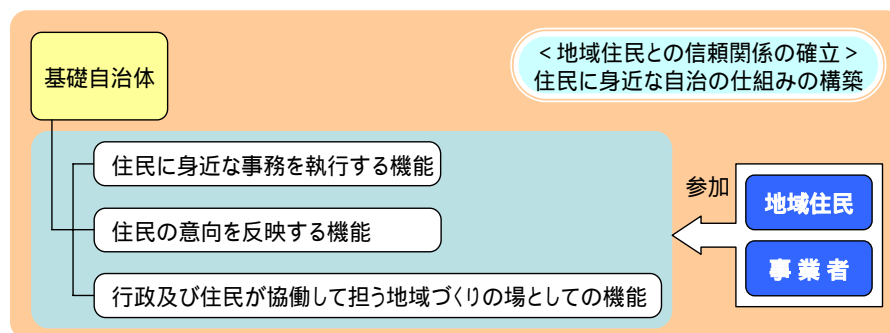 基礎自治体
<地域住民との信頼関係の確立>
住民に身近な自治の仕組みの構築
住民に身近な事務を執行する機能
住民の意向を反映する機能
行政及び住民が協働して担う地域づくりの場としての機能
参加
地域住民
事業者